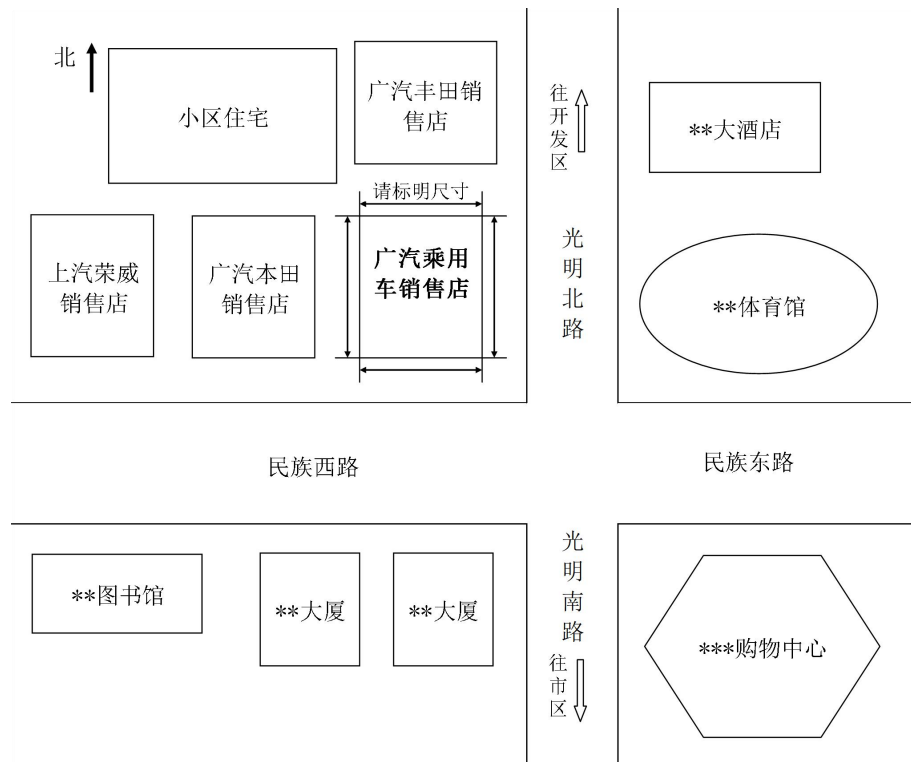 北
小区住宅
广汽丰田销
售店
往开发区
**大酒店
请标明尺寸
上汽荣威
销售店
广汽本田
销售店
广汽乘用
车销售店
光明北路
**体育馆
民族西路
民族东路
**图书馆
**大厦
**大厦
光明南路
往市区
***购物中心